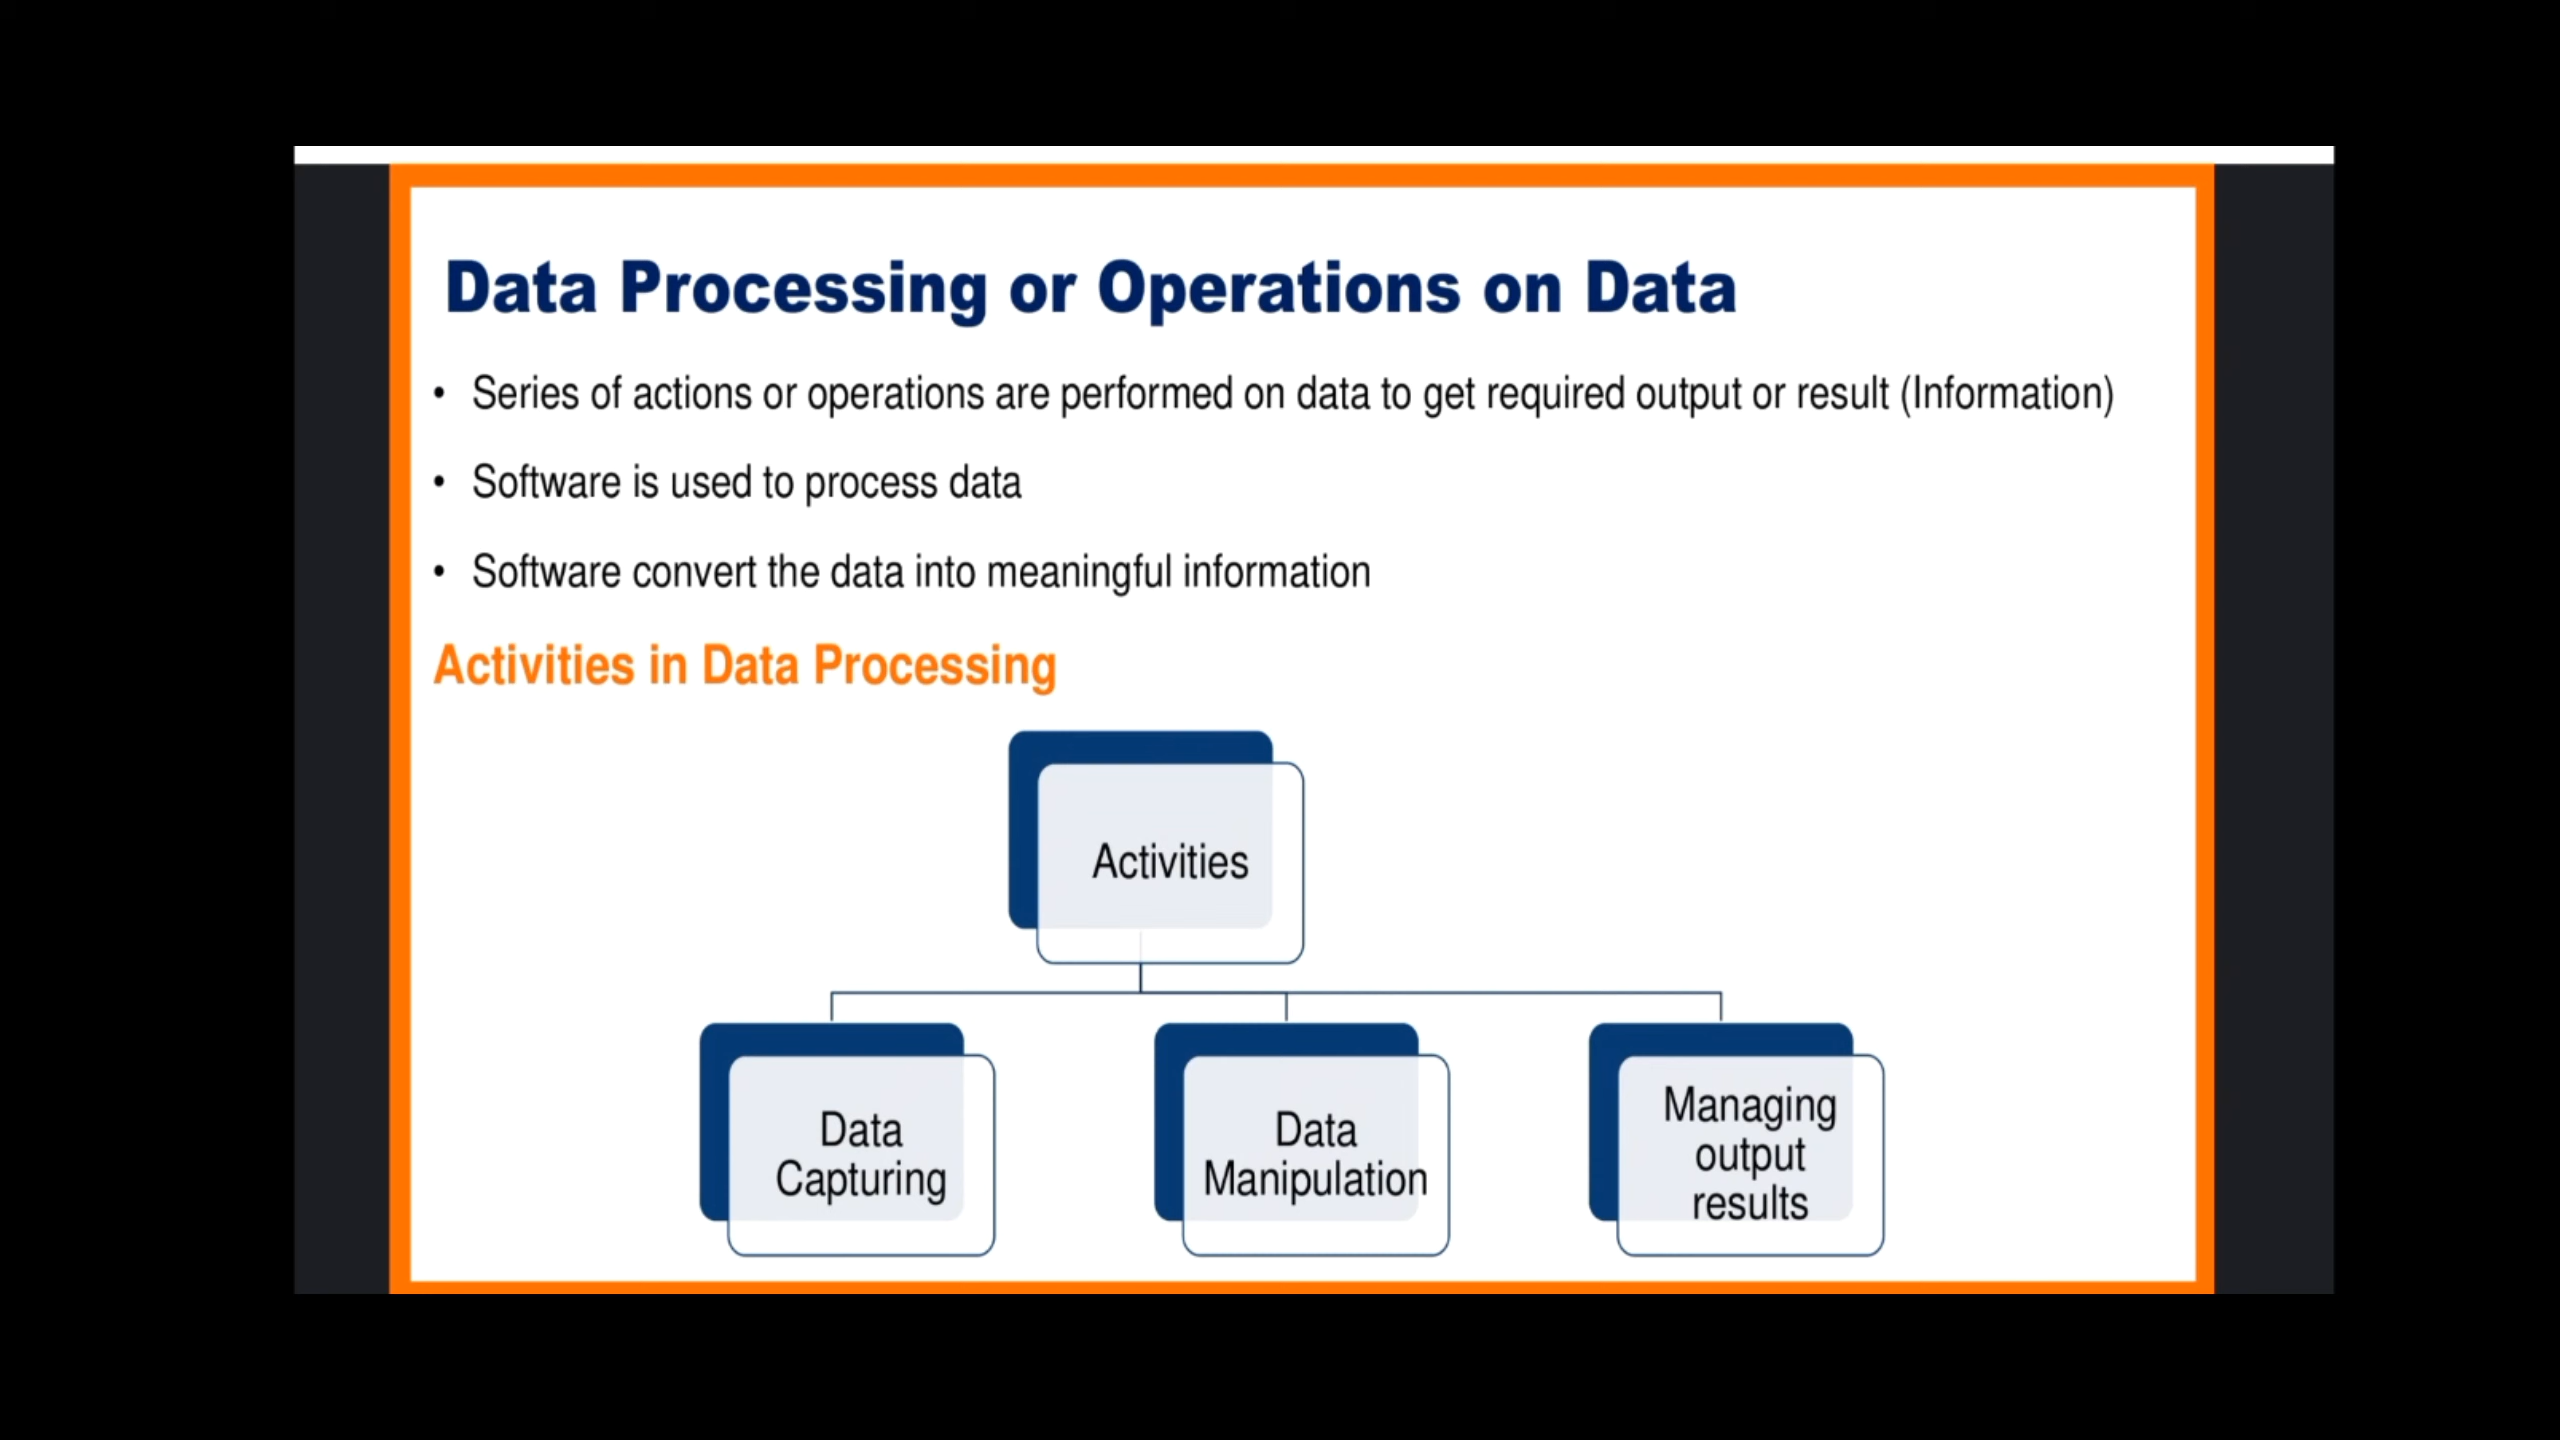 Data Processing or Operations on Data
• Series of actions or operations are performed on data to get required output or result (Information)
• Software is used to process data
• Software convert the data into meaningful information
Activities in Data Processing
Activities
Data
Capturing
Data
Manipulation
Managing
output
results